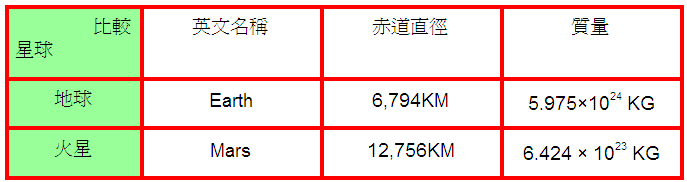 比較
星球
英文名稱 赤道直徑 質量
地球 Earth 6,794KM 5.975×10²⁴ KG
火星 Mars 12,756KM 6.424 × 10²³ KG